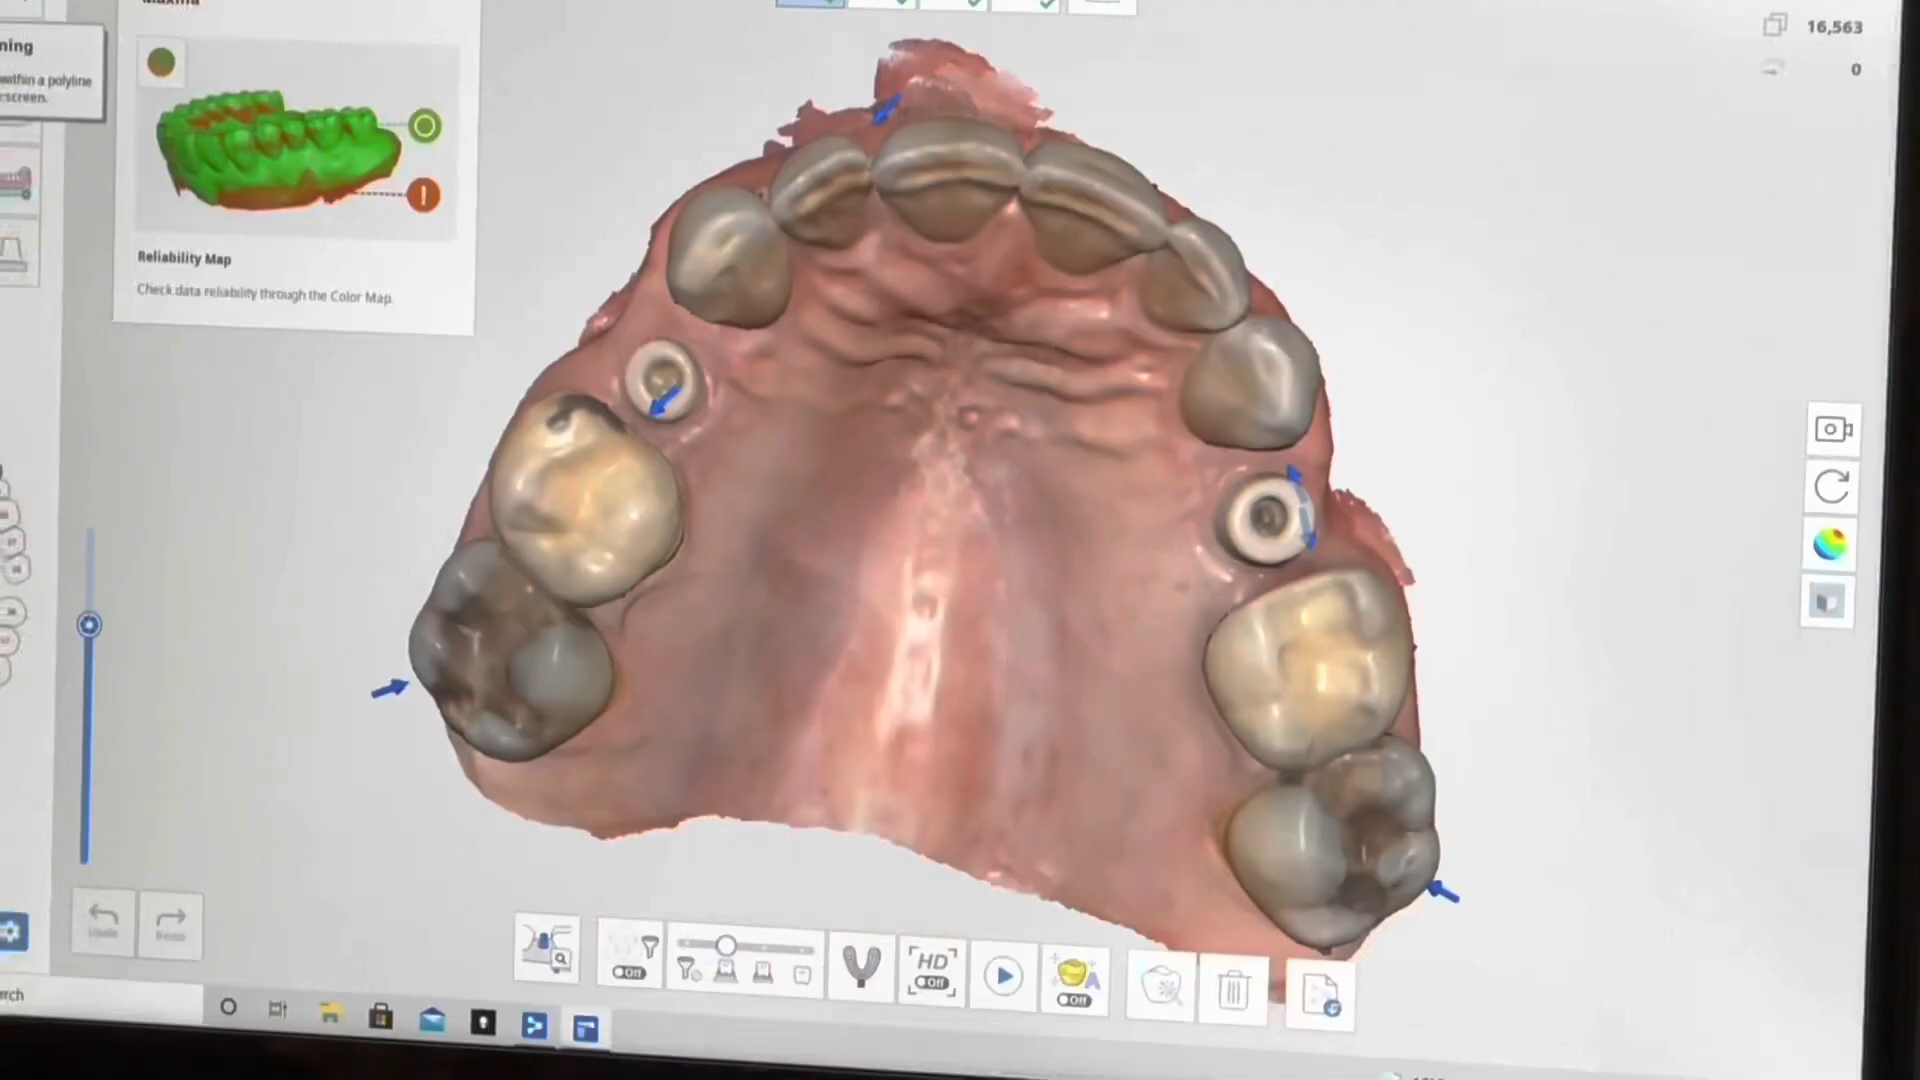 Maxilla
16,563
0
ning
within a polyline
screen.
Reliability Map
Check data reliability through the Color Map.
Undo
Redo
Off
HD
Off
A
Off
rch